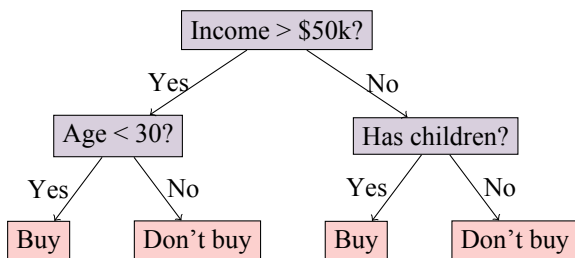 Income > $50k?
Yes
No
Age < 30?
Has children?
Yes
No
Yes
No
Buy
Don’t buy
Buy
Don’t buy